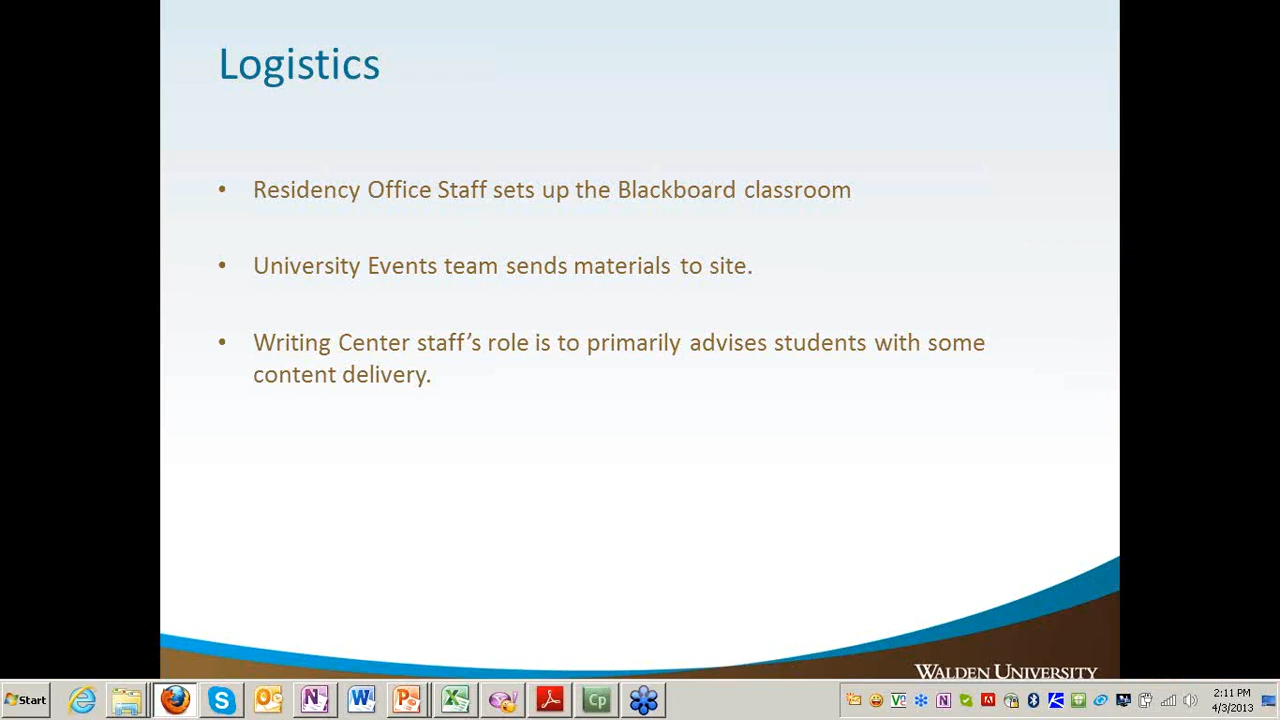 Logistics
• Residency Office Staff sets up the Blackboard classroom
• University Events team sends materials to site.
• Writing Center staff’s role is to primarily advises students with some
content delivery.
WALDEN UNIVERSITY
Start
2:11 PM
4/3/2013